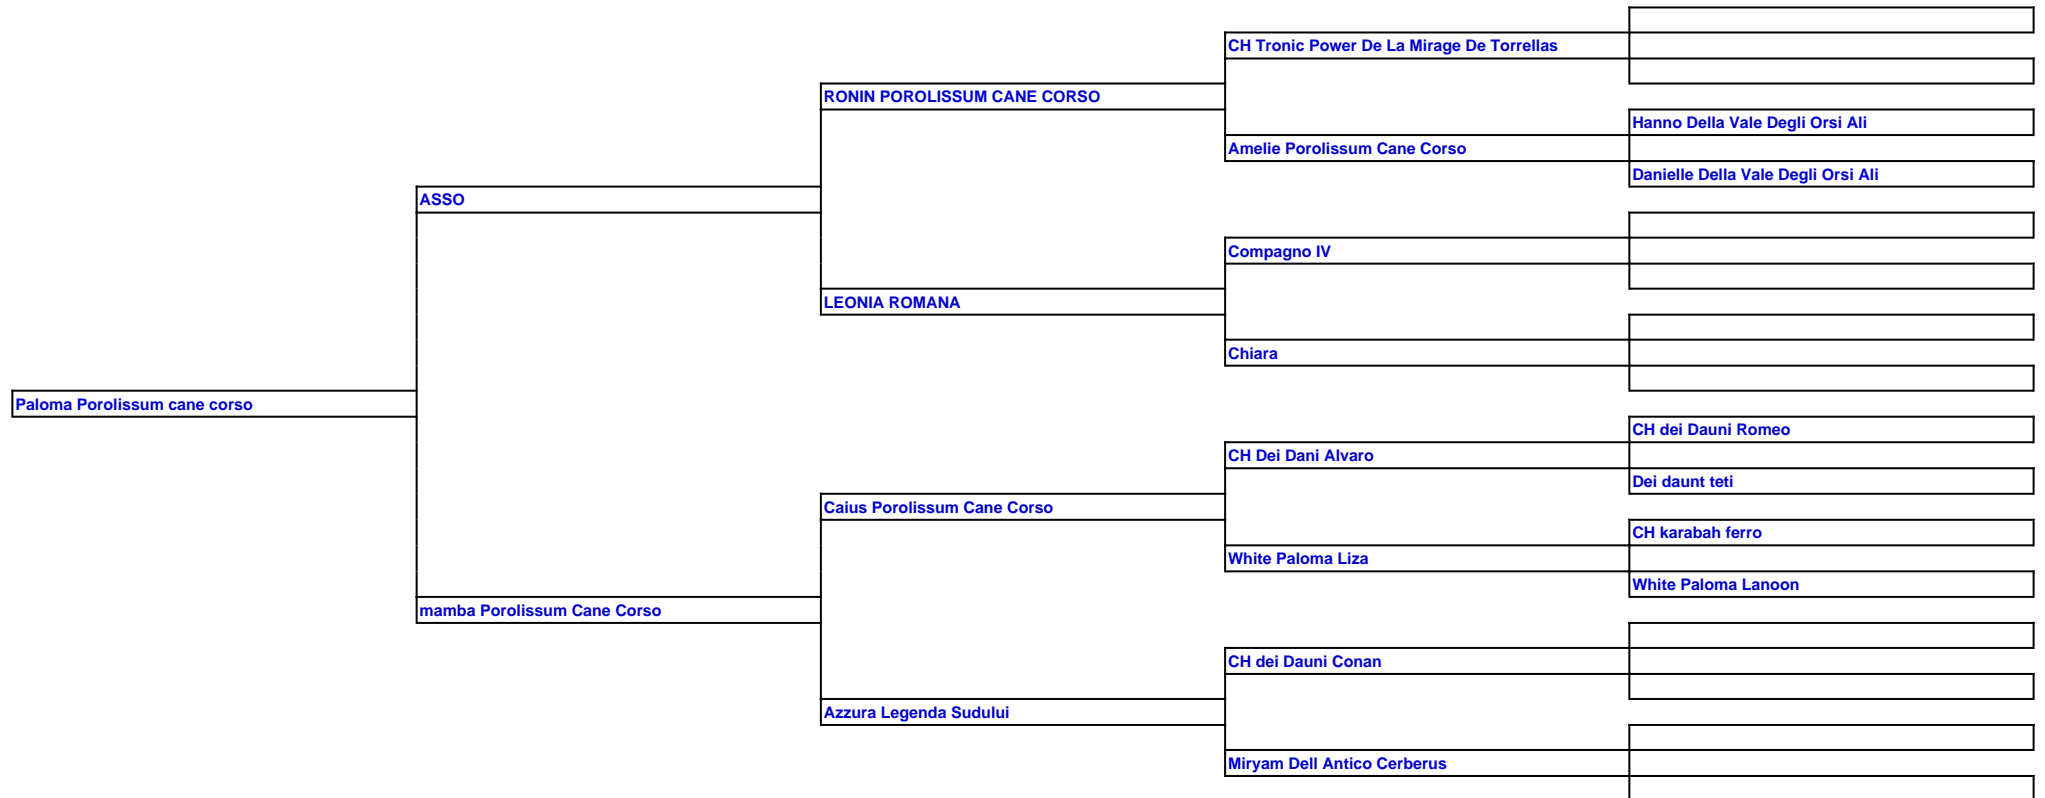 CH Tronic Power De La Mirage De Torrellas
RONIN POROLISSUM CANE CORSO
Hanno Della Vale Degli Orsi Ali
Amelie Porolissum Cane Corso
Danielle Della Vale Degli Orsi Ali
ASSO
Compagno IV
LEONIA ROMANA
Chiara
Paloma Porolissum cane corso
CH dei Dauni Romeo
CH Dei Dani Alvaro
Dei daunt teti
Caius Porolissum Cane Corso
CH karabah ferro
White Paloma Liza
White Paloma Lanoon
mamba Porolissum Cane Corso
CH dei Dauni Conan
Azzura Legenda Sudului
Miryam Dell Antico Cerberus